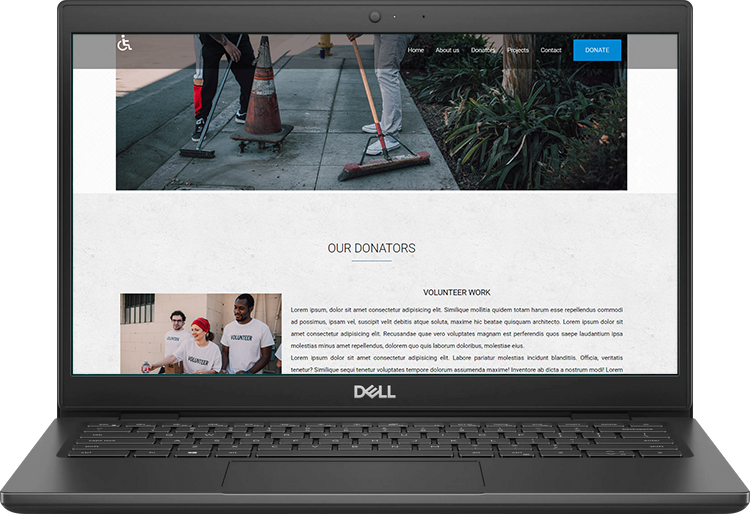 Home About us Donators Projects Contact DONATE
OUR DONATORS
VOLUNTEER WORK
Lorem ipsum, dolor sit amet consectetur adipisicing elit. Similique mollitia quidem totam harum esse repellendus commodi
ad possimus, ipsam vel, suscipit velit debitis atque soluta, maxime hic beatae quisquam architecto. Lorem ipsum dolor sit
amet consectetur adipisicing elit. Recusandae quae vero voluptates magnam est perferendis quos saepe laudantium ipsa
molestias minus amet repellendus, dolorem quo quis laborum doloribus, molestiae eius.
Lorem ipsum dolor sit amet consectetur adipisicing elit. Labore pariatur molestias incidunt blanditiis. Officia, veritatis
tenetur? Similique sequi tenetur voluptates tempore dolorum assumenda maxime! Inventore ab dicta a nostrum modi! Lorem
VOLUNTEER
VOLUNTEER
DELL